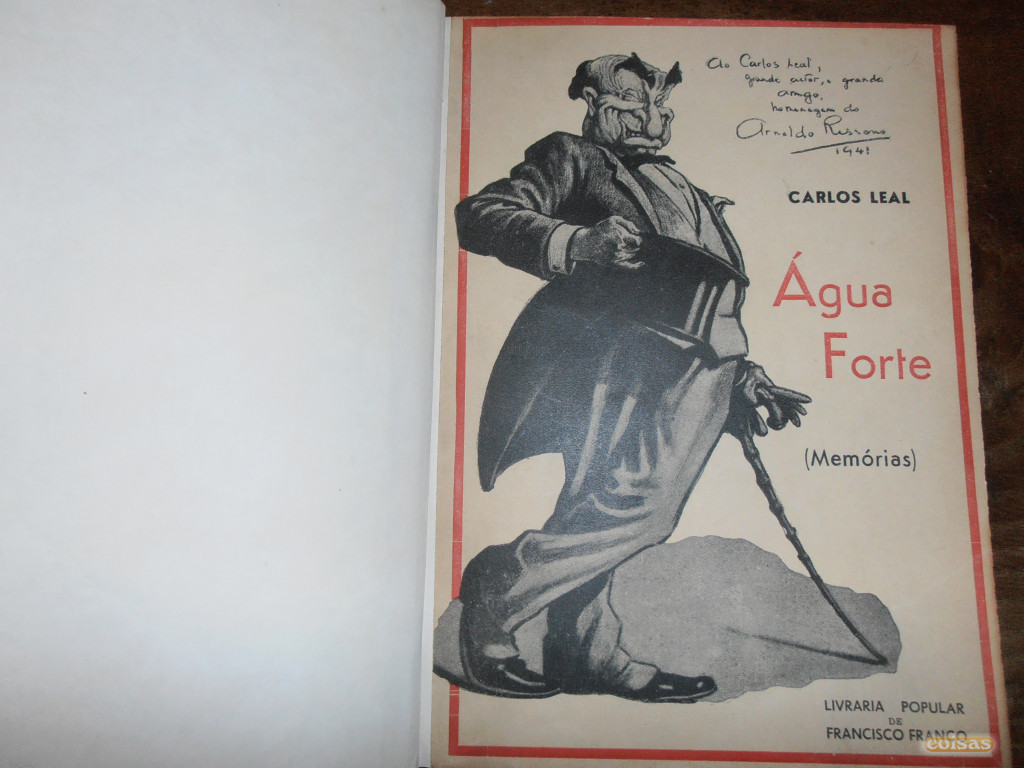 Ao Carlos Leal,
grande actor, e grande
amigo,
homenagem do
Arnaldo Ressano
1941
CARLOS LEAL
Água
Forte
(Memórias)
LIVRARIA POPULAR
DE
FRANCISCO FRANCO
coisas